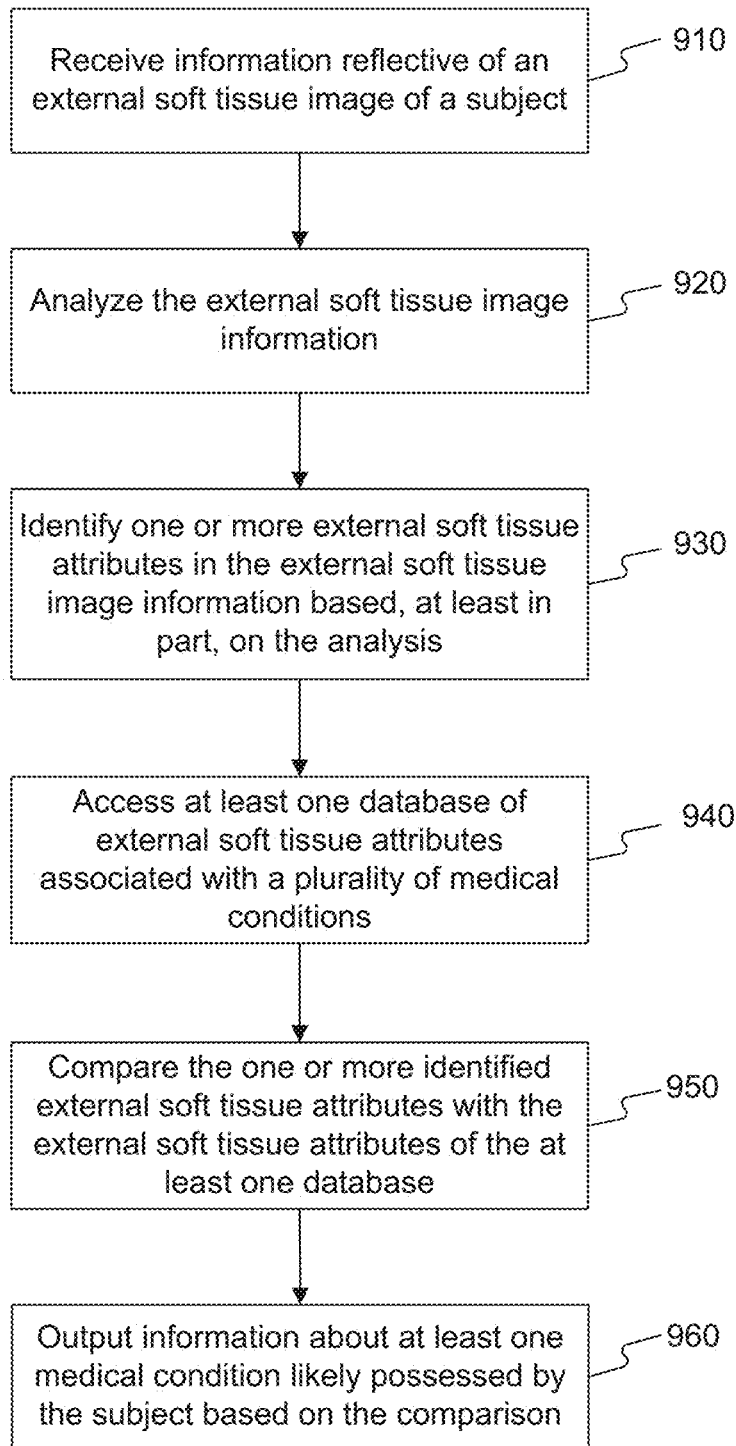 Receive information reflective of an
external soft tissue image of a subject
910
Analyze the external soft tissue image
information
920
Identify one or more external soft tissue
attributes in the external soft tissue
image information based, at least in
part, on the analysis
930
Access at least one database of
external soft tissue attributes
associated with a plurality of medical
conditions
940
Compare the one or more identified
external soft tissue attributes with the
external soft tissue attributes of the at
least one database
950
Output information about at least one
medical condition likely possessed by
the subject based on the comparison
960